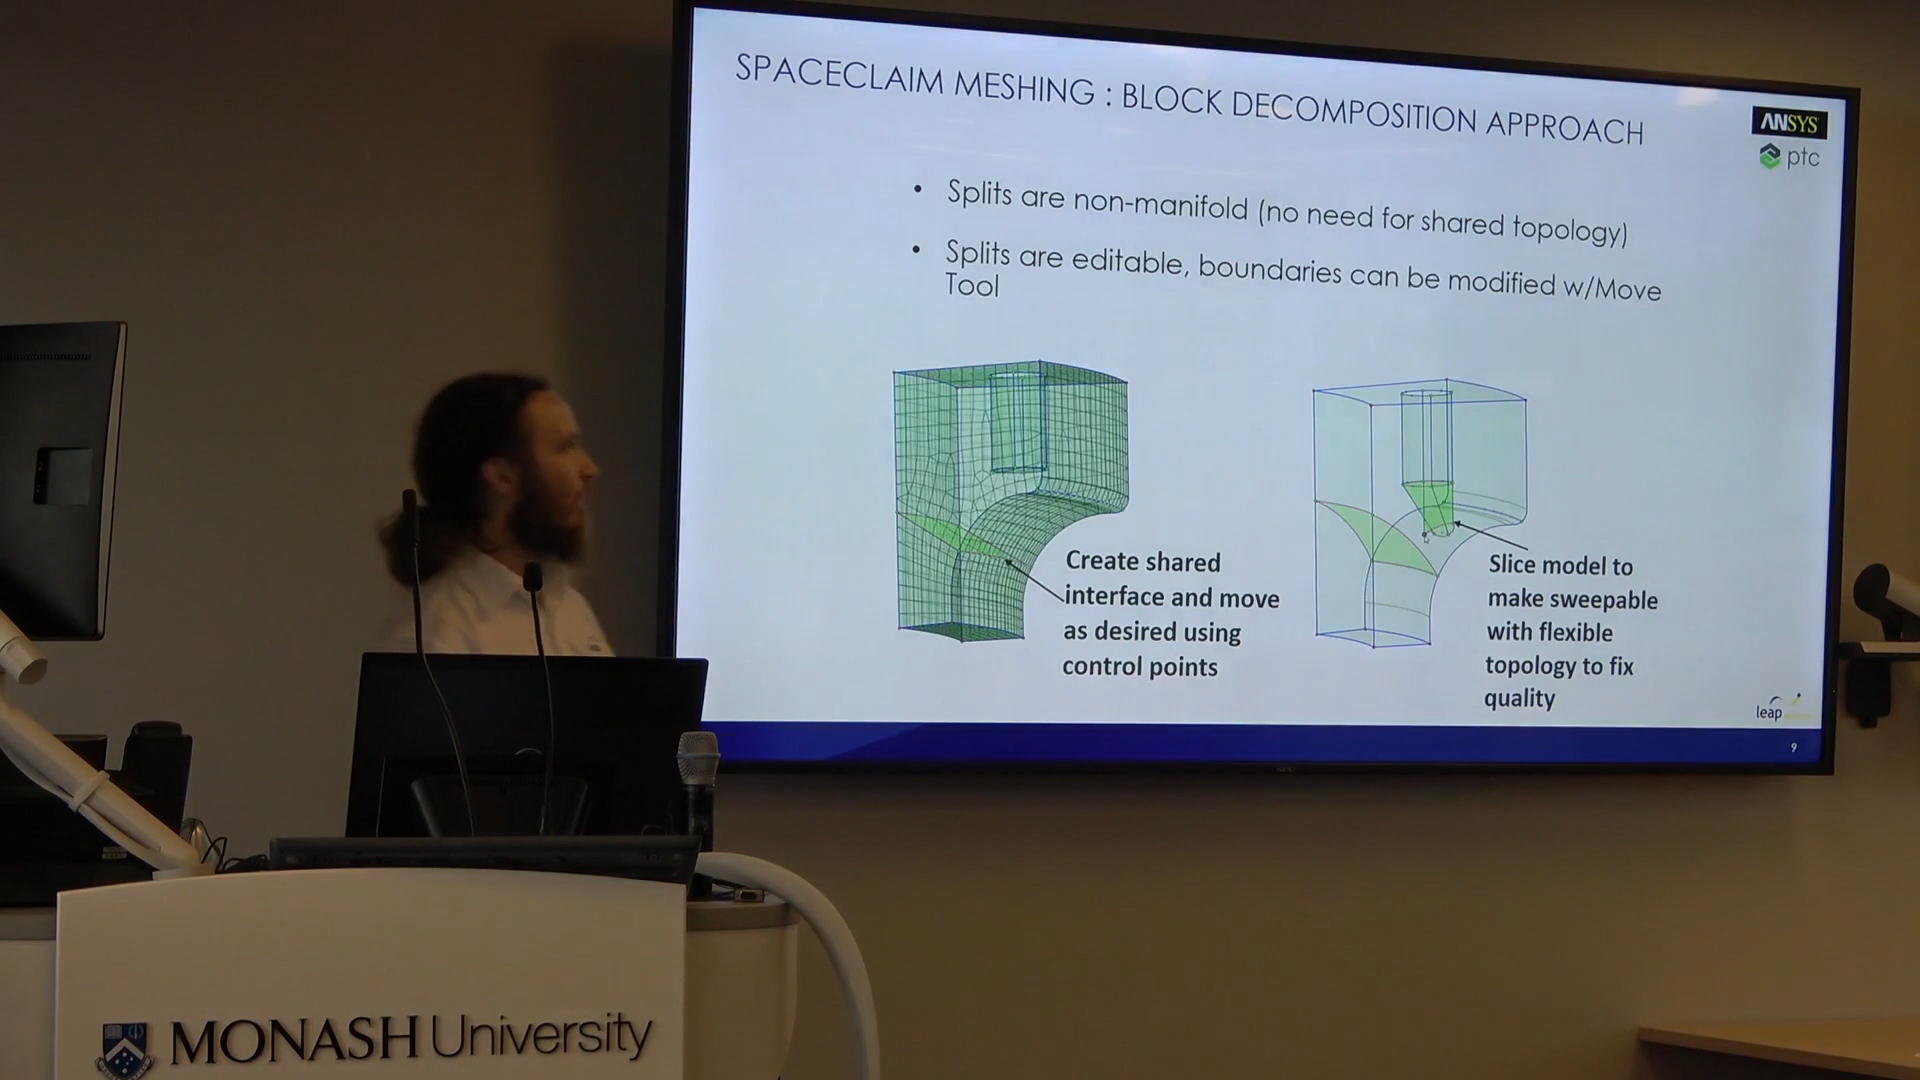 SPACECLAIM MESHING : BLOCK DECOMPOSITION APPROACH
ANSYS
ptc
• Splits are non-manifold (no need for shared topology)
• Splits are editable, boundaries can be modified w/Move
Tool
Create shared
interface and move
as desired using
control points
Slice model to
make sweepable
with flexible
topology to fix
quality
leap
9
MONASH University